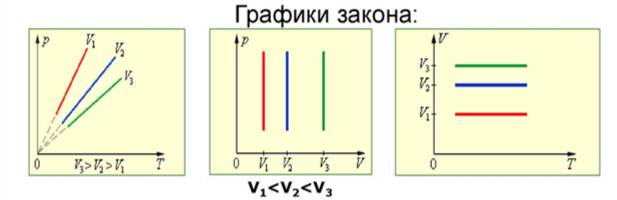 Графики закона:
p V₁ V₂ V₃ 0 V₃>V₂>V₁ T
p 0 V₁ V₂ V₃ V
V V₃ V₂ V₁ 0 T
V₁<V₂<V₃